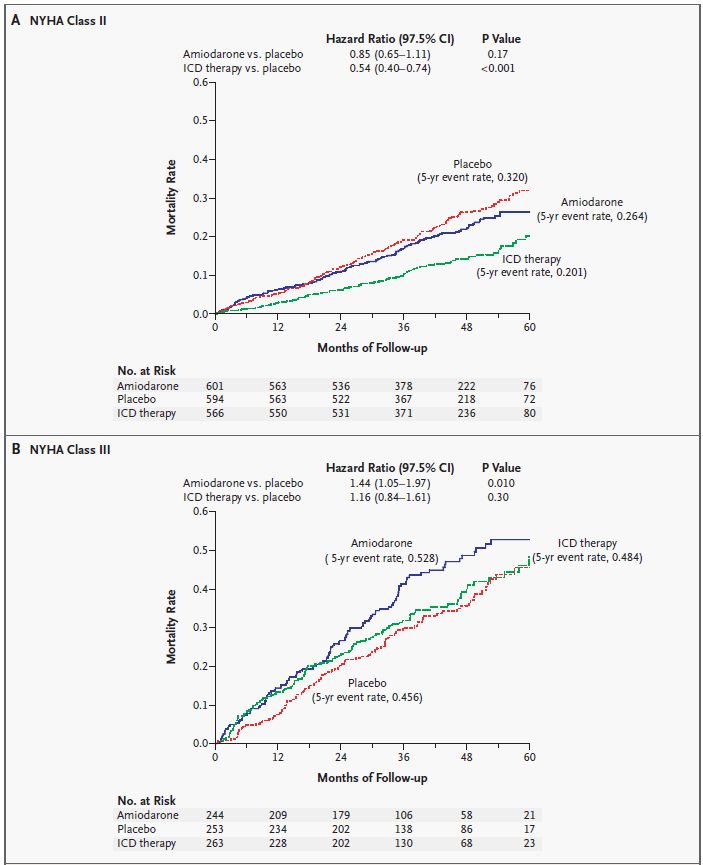 A NYHA Class II
Hazard Ratio (97.5% CI) P Value
Amiodarone vs. placebo 0.85 (0.65–1.11) 0.17
ICD therapy vs. placebo 0.54 (0.40–0.74) <0.001
0.6
0.5
0.4
0.3
0.2
0.1
0.0
Mortality Rate
Placebo
(5-yr event rate, 0.320)
Amiodarone
(5-yr event rate, 0.264)
ICD therapy
(5-yr event rate, 0.201)
0 12 24 36 48 60
Months of Follow-up
No. at Risk
Amiodarone 601 563 536 378 222 76
Placebo 594 563 522 367 218 72
ICD therapy 566 550 531 371 236 80
B NYHA Class III
Hazard Ratio (97.5% CI) P Value
Amiodarone vs. placebo 1.44 (1.05–1.97) 0.010
ICD therapy vs. placebo 1.16 (0.84–1.61) 0.30
0.6
0.5
0.4
0.3
0.2
0.1
0.0
Mortality Rate
Amiodarone
( 5-yr event rate, 0.528)
ICD therapy
(5-yr event rate, 0.484)
Placebo
(5-yr event rate, 0.456)
0 12 24 36 48 60
Months of Follow-up
No. at Risk
Amiodarone 244 209 179 106 58 21
Placebo 253 234 202 138 86 17
ICD therapy 263 228 202 130 68 23